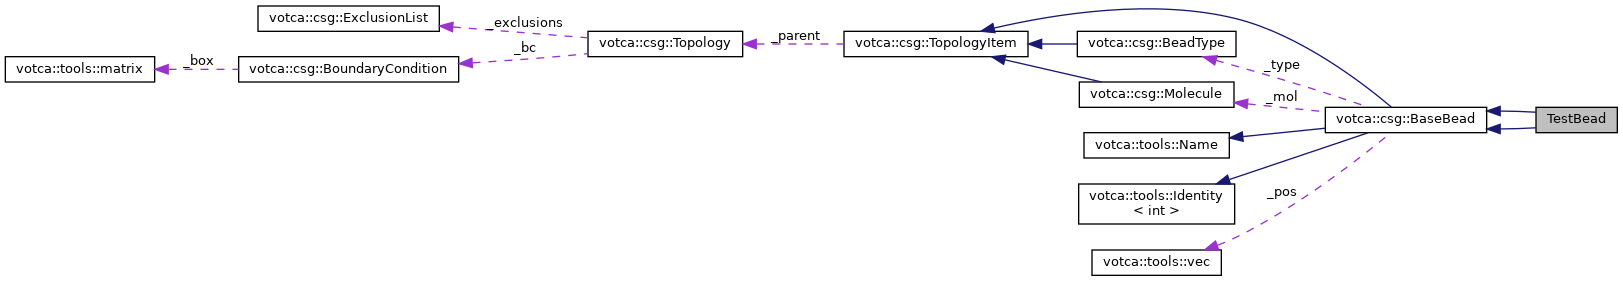 votca::csg::ExclusionList
_exclusions
votca::csg::Topology
_parent
votca::csg::TopologyItem
votca::csg::BeadType
_bc
votca::tools::matrix
_box
votca::csg::BoundaryCondition
_type
votca::csg::Molecule
_mol
votca::csg::BaseBead
TestBead
votca::tools::Name
votca::tools::Identity
< int >
_pos
votca::tools::vec